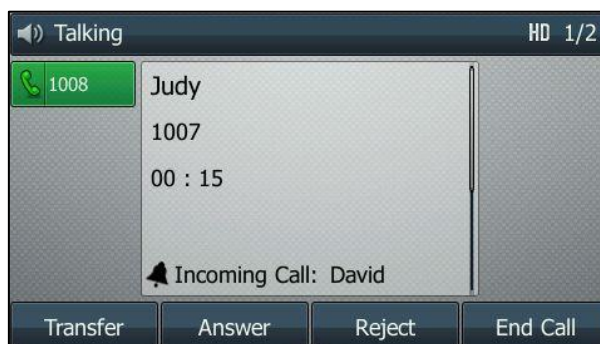 Talking HD 1/2
1008
Judy
1007
00 : 15
Incoming Call: David
Transfer Answer Reject End Call